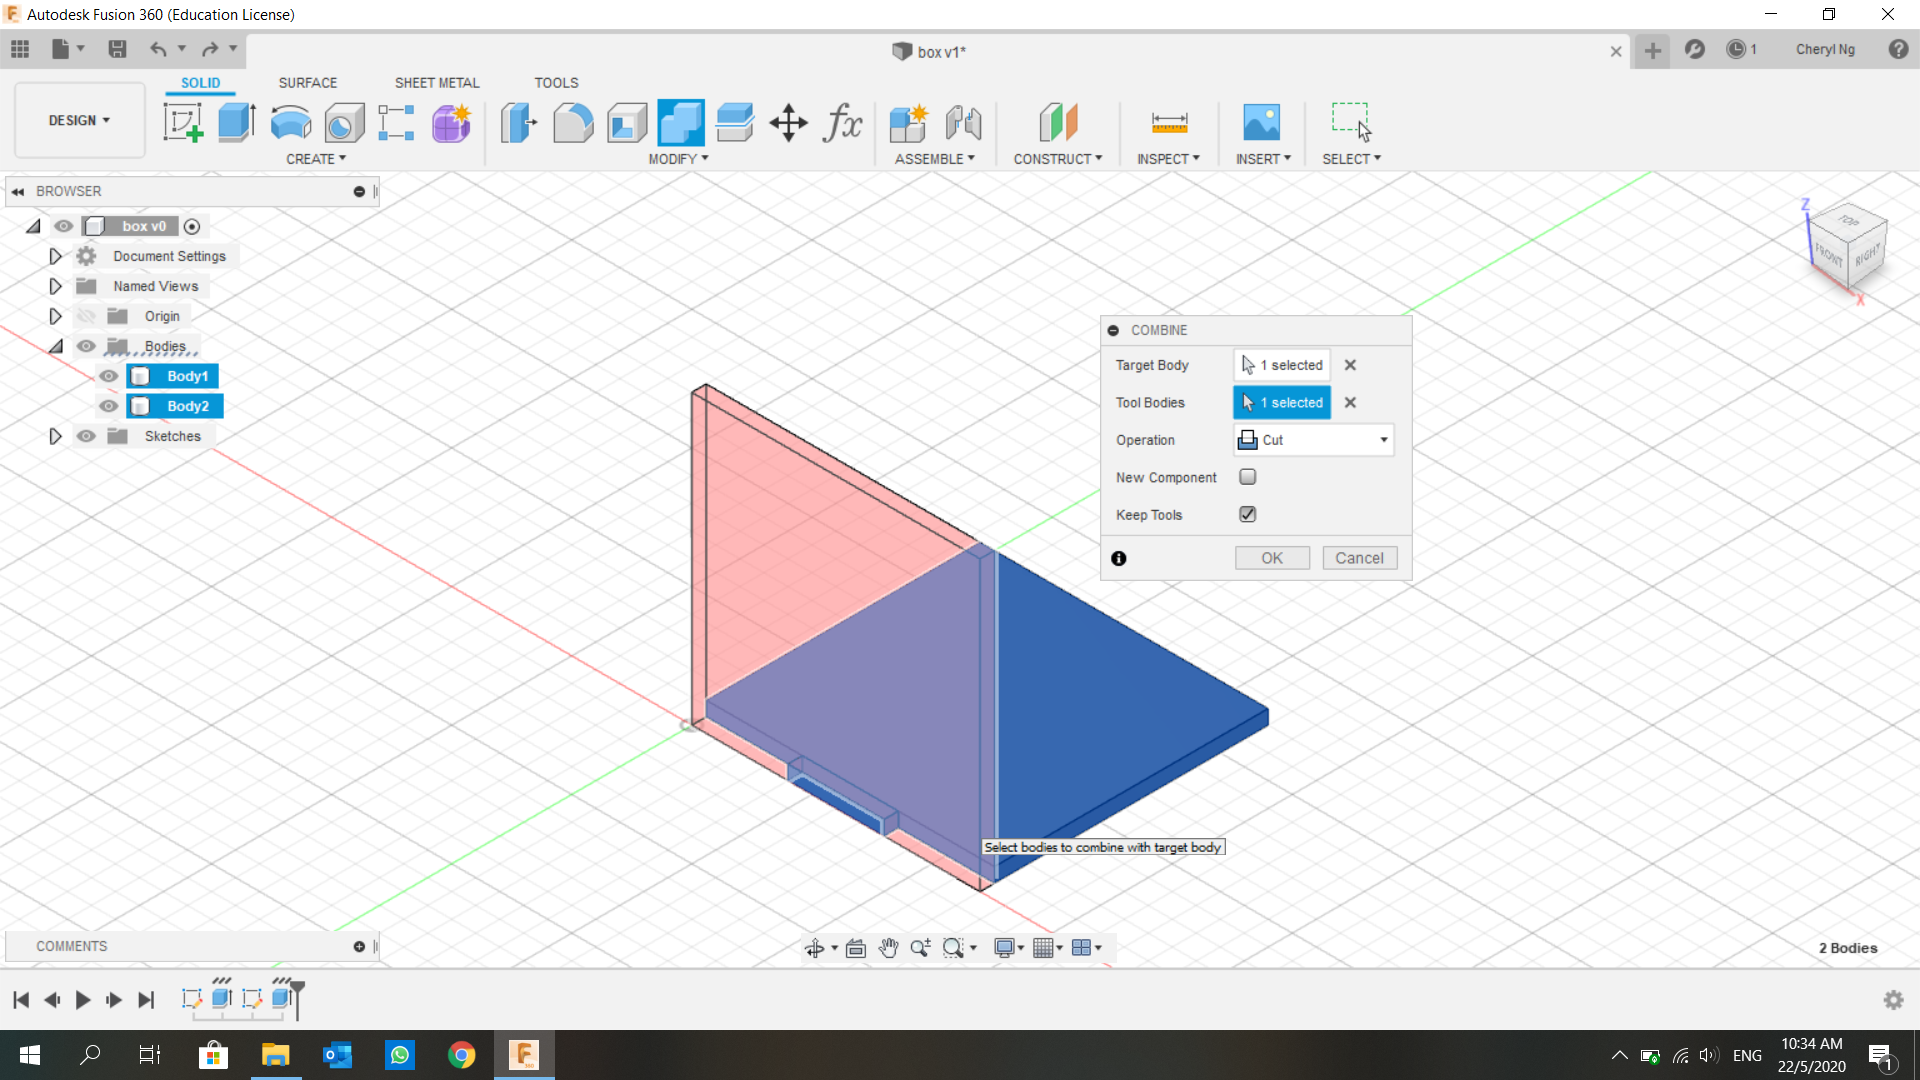 Autodesk Fusion 360 (Education License)
box v1*
1
Cheryl Ng
SOLID
SURFACE
SHEET METAL
TOOLS
DESIGN
CREATE
MODIFY
ASSEMBLE
CONSTRUCT
INSPECT
INSERT
SELECT
BROWSER
box v0
Document Settings
Named Views
Origin
Bodies
Body1
Body2
Sketches
Z
TOP
FRONT
RIGHT
X
COMBINE
Target Body
1 selected
Tool Bodies
1 selected
Operation
Cut
New Component
Keep Tools
OK
Cancel
Select bodies to combine with target body
COMMENTS
2 Bodies
ENG
10:34 AM
22/5/2020
1